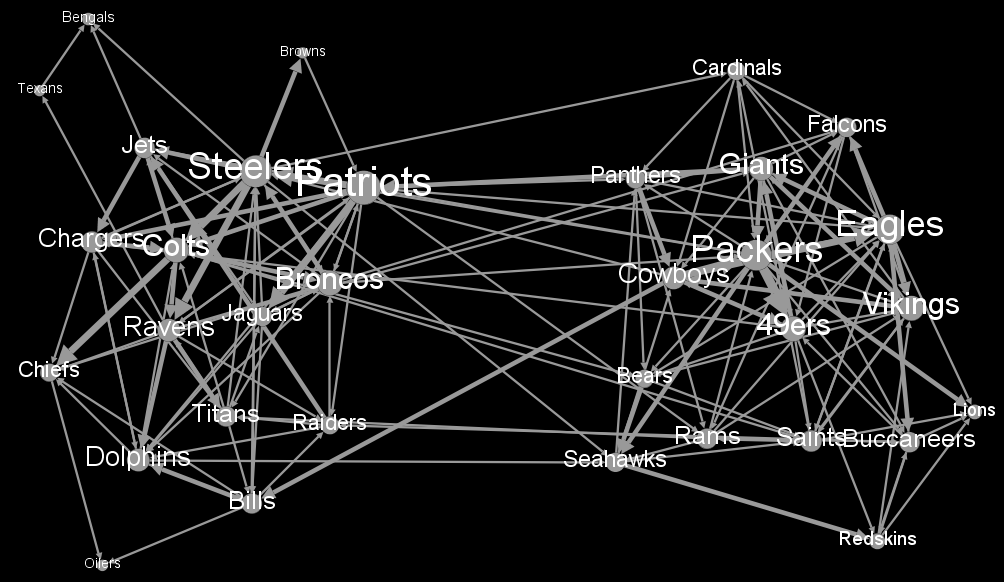 Bengals
Browns
Cardinals
Texans
Falcons
Jets
Steelers
Patriots
Panthers
Giants
Eagles
Chargers
Colts
Packers
Cowboys
Broncos
Vikings
Jaguars
Ravens
49ers
Chiefs
Bears
Titans
Raiders
Lions
Rams
Saints
Buccaneers
Dolphins
Seahawks
Bills
Redskins
Oilers